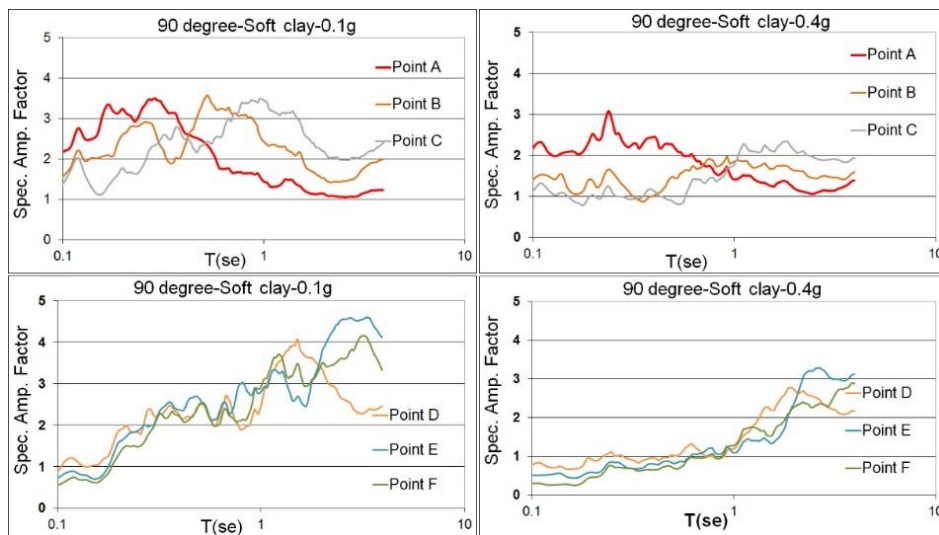 90 degree-Soft clay-0.1g
Spec. Amp. Factor
5
4
3
2
1
0
Point A
Point B
Point C
0.1
1
10
T(se)
90 degree-Soft clay-0.4g
Spec. Amp. Factor
5
4
3
2
1
0
Point A
Point B
Point C
0.1
1
10
T(se)
90 degree-Soft clay-0.1g
Spec. Amp. Factor
5
4
3
2
1
0
Point D
Point E
Point F
0.1
1
10
T(se)
90 degree-Soft clay-0.4g
Spec. Amp. Factor
5
4
3
2
1
0
Point D
Point E
Point F
0.1
1
10
T(se)